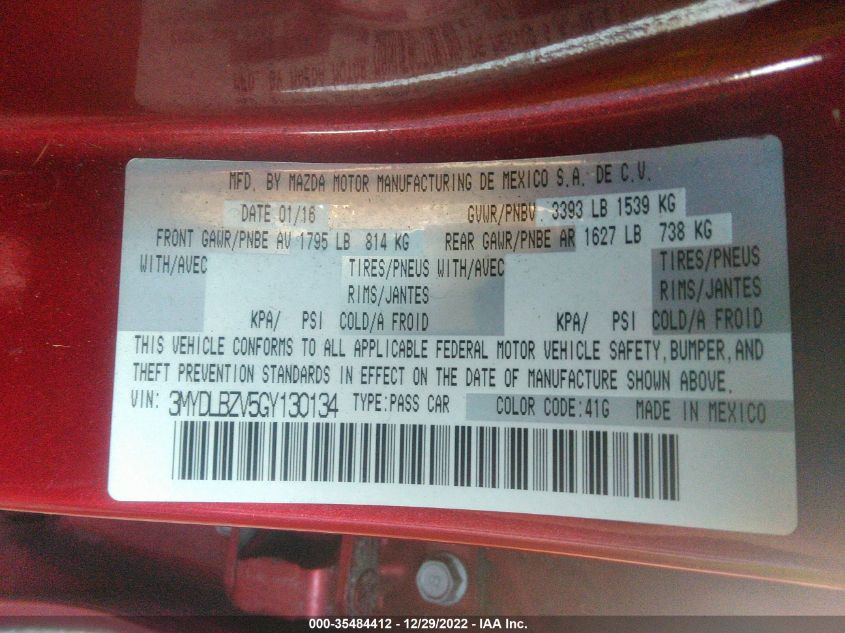 MFD. BY MAZDA MOTOR MANUFACTURING DE MEXICO S.A. DE C.V.
DATE 01/16 GVWR/PNBV 3393 LB 1539 KG
FRONT GAWR/PNBE AV 1795 LB 814 KG REAR GAWR/PNBE AR 1627 LB 738 KG
WITH/AVEC TIRES/PNEUS WITH/AVEC TIRES/PNEUS
RIMS/JANTES RIMS/JANTES
KPA/ PSI COLD/A FROID KPA/ PSI COLD/A FROID
THIS VEHICLE CONFORMS TO ALL APPLICABLE FEDERAL MOTOR VEHICLE SAFETY, BUMPER, AND
THEFT PREVENTION STANDARDS IN EFFECT ON THE DATE OF MANUFACTURE SHOWN ABOVE.
VIN: 3MYDLBZV5GY130134 TYPE:PASS CAR COLOR CODE:41G MADE IN MEXICO
000-35484412 - 12/29/2022 - IAA Inc.